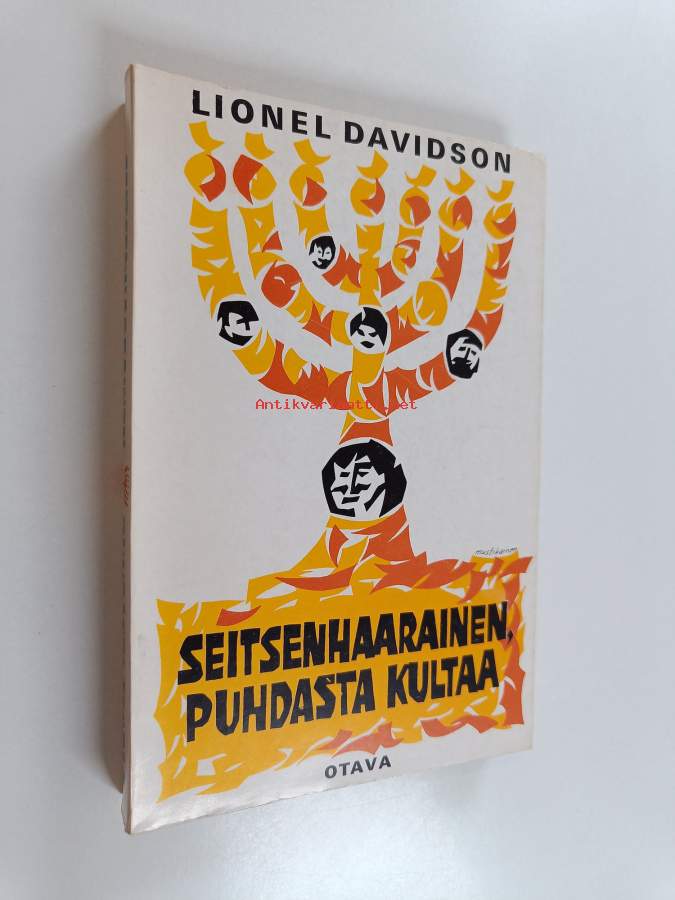 LIONEL DAVIDSON
Antikvariaatti.net
SEITSENHAARAINEN,
PUHDASTA KULTAA
OTAVA